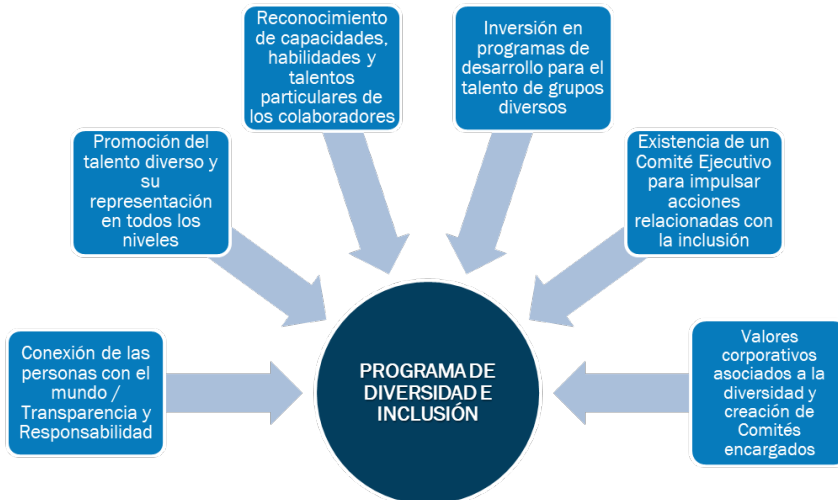 Reconocimiento
de capacidades,
habilidades y
talentos
particulares de
los colaboradores
Inversión en
programas de
desarrollo para el
talento de grupos
diversos
Promoción del
talento diverso y
su
representación
en todos los
niveles
Existencia de un
Comité Ejecutivo
para impulsar
acciones
relacionadas con
la inclusión
Conexión de las
personas con el
mundo /
Transparencia y
Responsabilidad
PROGRAMA DE
DIVERSIDAD E
INCLUSIÓN
Valores
corporativos
asociados a la
diversidad y
creación de
Comités
encargados